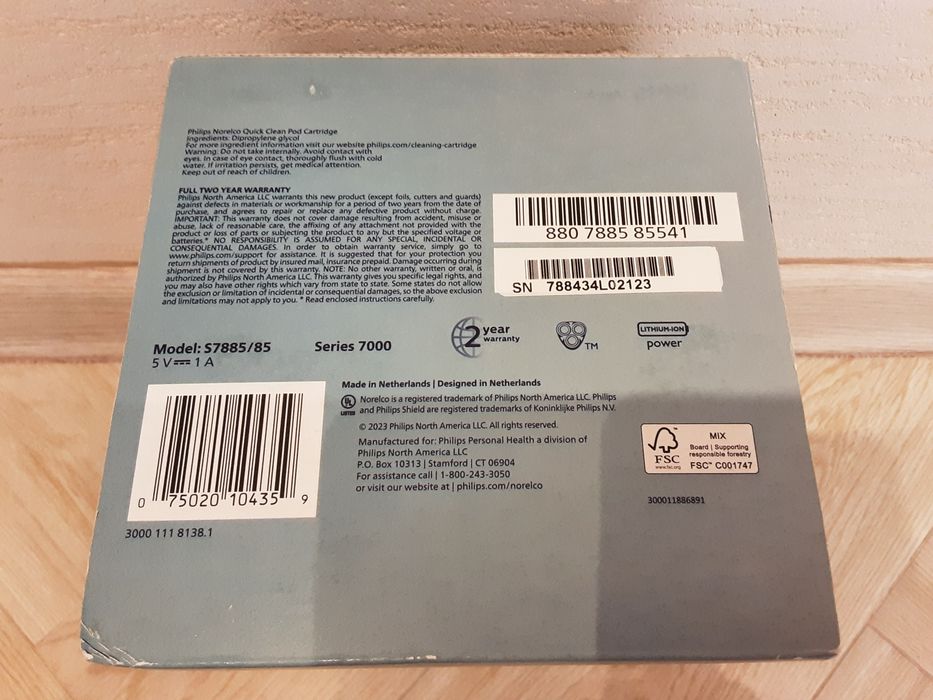 Philips Norelco Quick Clean Pod Cartridge
Ingredients: Dipropylene glycol
For more ingredient information visit our website philips.com/cleaning-cartridge
Warning: Do not take internally. Avoid contact with
eyes. In case of eye contact, thoroughly flush with cold
water. If irritation persists, get medical attention.
Keep out of reach of children.
FULL TWO YEAR WARRANTY
Philips North America LLC warrants this new product (except foils, cutters and guards)
against defects in materials or workmanship for a period of two years from the date of
purchase, and agrees to repair or replace any defective product without charge.
IMPORTANT: This warranty does not cover damage resulting from accident, misuse or
abuse, lack of reasonable care, the affixing of any attachment not provided with the
product or loss of parts or subjecting the product to any but the specified voltage or
batteries.* NO RESPONSIBILITY IS ASSUMED FOR ANY SPECIAL, INCIDENTAL OR
CONSEQUENTIAL DAMAGES. In order to obtain warranty service, simply go to
www.philips.com/support for assistance. It is suggested that for your protection you
return shipments of product by insured mail, insurance prepaid. Damage occurring during
shipment is not covered by this warranty. NOTE: No other warranty, written or oral, is
authorized by Philips North America LLC. This warranty gives you specific legal rights, and
you may also have other rights which vary from state to state. Some states do not allow
the exclusion or limitation of incidental or consequential damages, so the above exclusion
and limitations may not apply to you. * Read enclosed instructions carefully.
880 7885 85541
SN 788434L02123
2 year
warranty
TM
LITHIUM-ION
power
Model: S7885/85 Series 7000
5 V⎓ 1 A
Made in Netherlands | Designed in Netherlands
UL
LISTED
Norelco is a registered trademark of Philips North America LLC. Philips
and Philips Shield are registered trademarks of Koninklijke Philips N.V.
© 2023 Philips North America LLC. All rights reserved.
Manufactured for: Philips Personal Health a division of
Philips North America LLC
P.O. Box 10313 | Stamford | CT 06904
For assistance call | 1-800-243-3050
or visit our website at | philips.com/norelco
FSC
www.fsc.org
MIX
Board | Supporting
responsible forestry
FSC™ C001747
300011886891
0 75020 10435 9
3000 111 8138.1